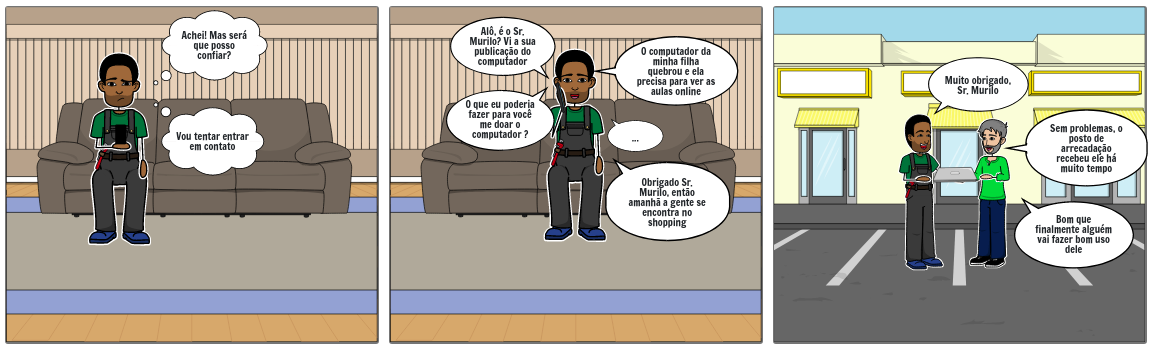 Achei! Mas será
que posso
confiar?
Vou tentar entrar
em contato
Alô, é o Sr,
Murilo? Vi a sua
publicação do
computador
O computador da
minha filha
quebrou e ela
precisa para ver as
aulas online
O que eu poderia
fazer para você
me doar o
computador ?
...
Obrigado Sr,
Murilo, então
amanhã a gente se
encontra no
shopping
Muito obrigado,
Sr, Murilo
Sem problemas, o
posto de
arrecadação
recebeu ele há
muito tempo
Bom que
finalmente alguém
vai fazer bom uso
dele